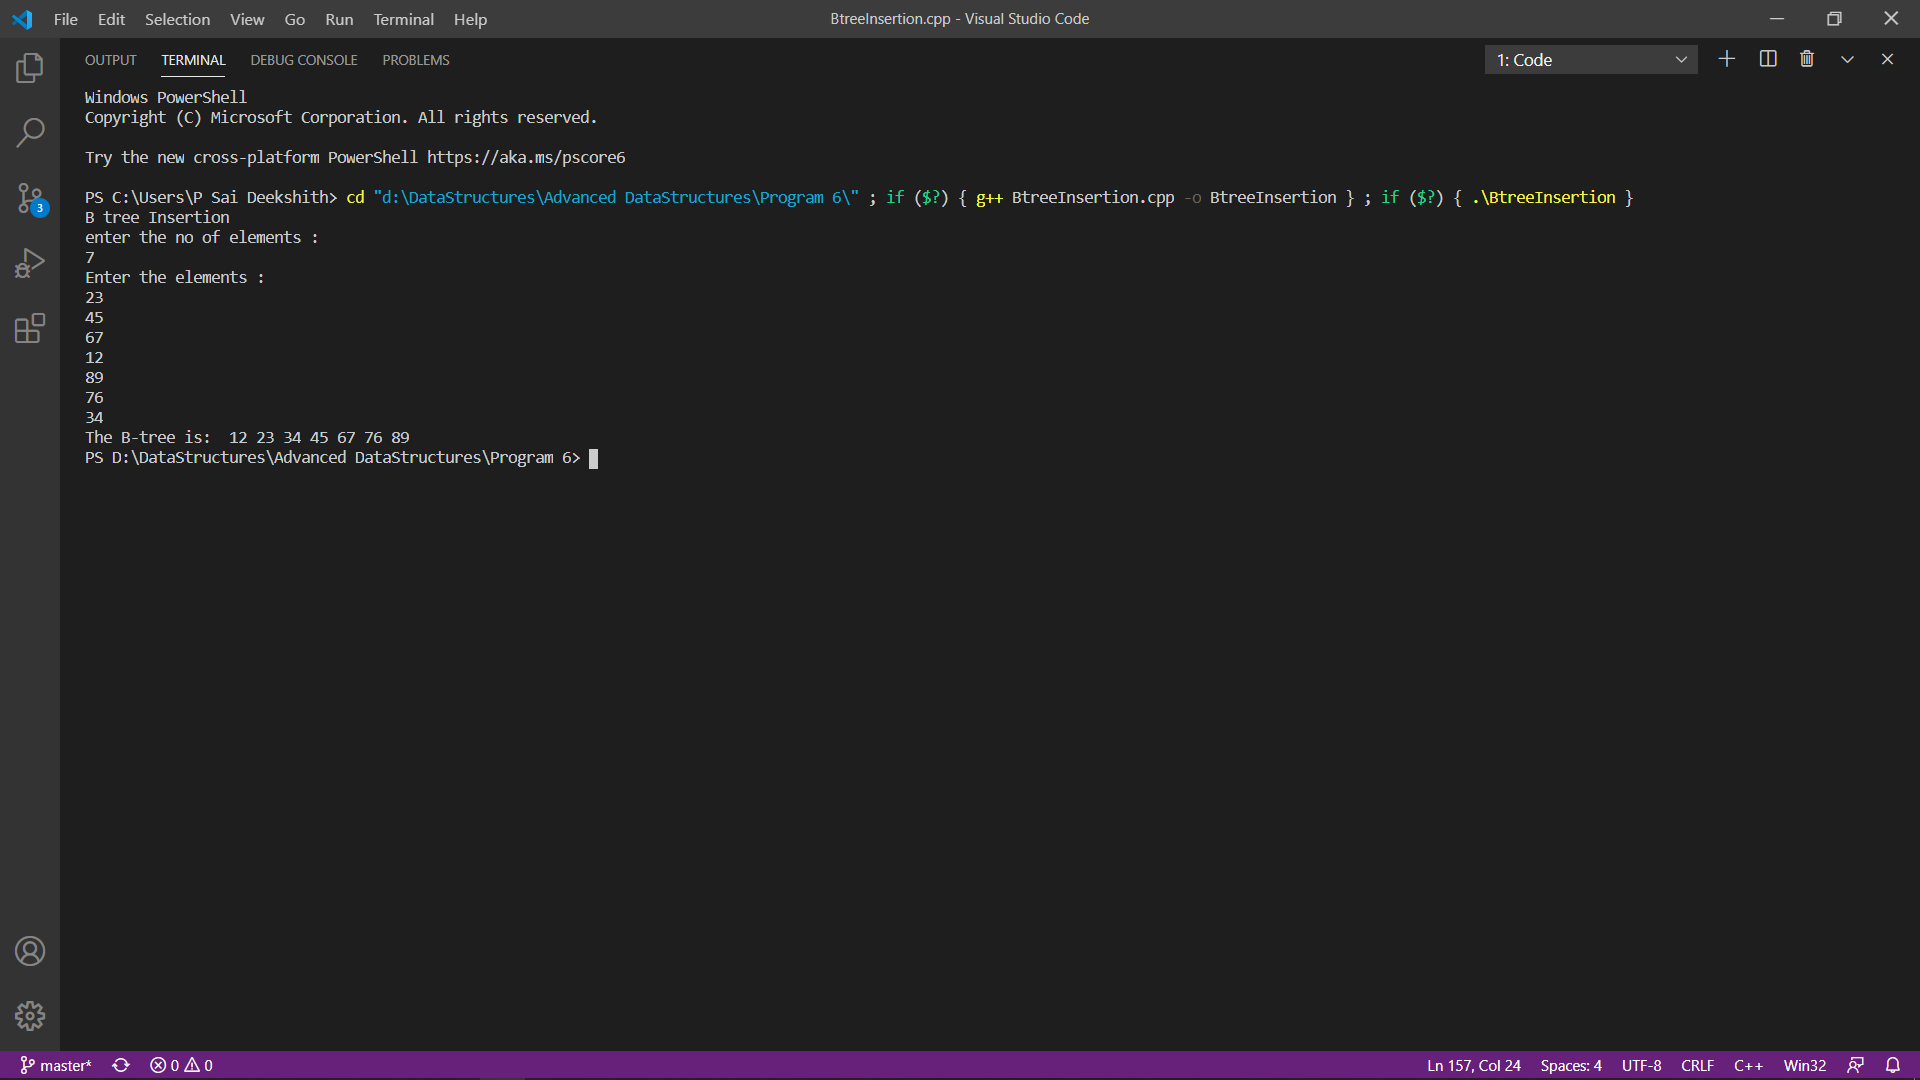 File Edit Selection View Go Run Terminal Help BtreeInsertion.cpp - Visual Studio Code
OUTPUT TERMINAL DEBUG CONSOLE PROBLEMS 1: Code
Windows PowerShell
Copyright (C) Microsoft Corporation. All rights reserved.
Try the new cross-platform PowerShell https://aka.ms/pscore6
PS C:\Users\P Sai Deekshith> cd "d:\DataStructures\Advanced DataStructures\Program 6\" ; if ($?) { g++ BtreeInsertion.cpp -o BtreeInsertion } ; if ($?) { .\BtreeInsertion }
B tree Insertion
enter the no of elements :
7
Enter the elements :
23
45
67
12
89
76
34
The B-tree is:  12 23 34 45 67 76 89
PS D:\DataStructures\Advanced DataStructures\Program 6>
3
master* 0 0 Ln 157, Col 24 Spaces: 4 UTF-8 CRLF C++ Win32